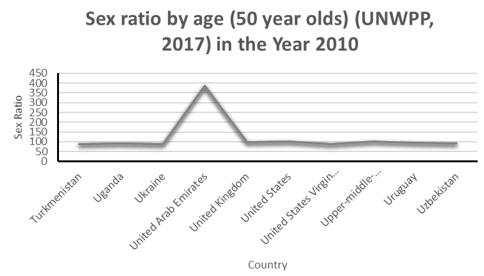 Sex ratio by age (50 year olds) (UNWPP,
2017) in the Year 2010
450
400
350
300
250
200
150
100
50
0
Sex Ratio
Turkmenistan
Uganda
Ukraine
United Arab Emirates
United Kingdom
United States
United States Virgin...
Upper-middle-...
Uruguay
Uzbekistan
Country